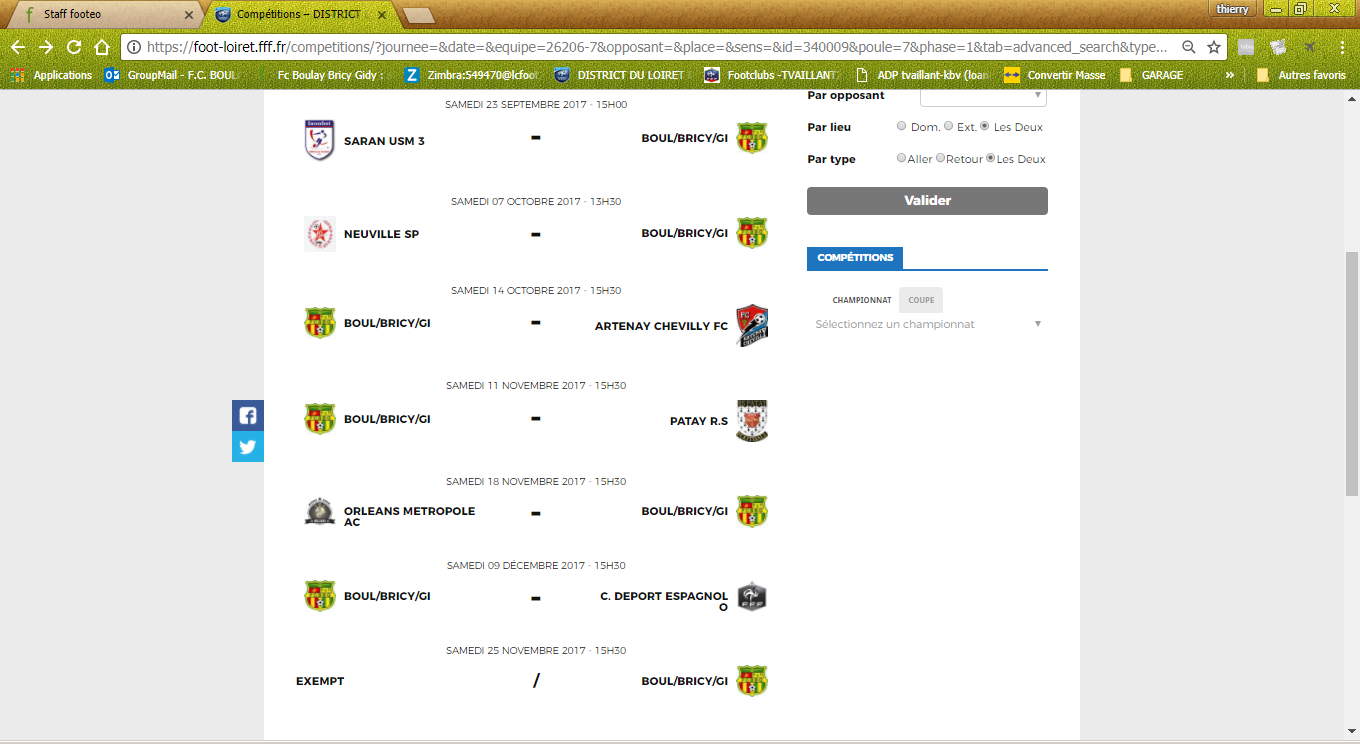 Staff footeo
Compétitions – DISTRICT
thierry
https://foot-loiret.fff.fr/competitions/?journee=&date=&equipe=26206-7&opposant=&place=&sens=&id=340009&poule=7&phase=1&tab=advanced_search&type...
Applications
GroupMail - F.C. BOUL
Fc Boulay Bricy Gidy :
Zimbra:549470@lcfoo
DISTRICT DU LOIRET
Footclubs -TVAILLANT
ADP tvaillant-kbv (loan
Convertir Masse
GARAGE
»
Autres favoris
SAMEDI 23 SEPTEMBRE 2017 - 15H00
SARAN USM 3 - BOUL/BRICY/GI
SAMEDI 07 OCTOBRE 2017 - 13H30
NEUVILLE SP - BOUL/BRICY/GI
SAMEDI 14 OCTOBRE 2017 - 15H30
BOUL/BRICY/GI - ARTENAY CHEVILLY FC
SAMEDI 11 NOVEMBRE 2017 - 15H30
BOUL/BRICY/GI - PATAY R.S
SAMEDI 18 NOVEMBRE 2017 - 15H30
ORLEANS METROPOLE
AC
- BOUL/BRICY/GI
SAMEDI 09 DÉCEMBRE 2017 - 15H30
BOUL/BRICY/GI - C. DEPORT ESPAGNOL
O
SAMEDI 25 NOVEMBRE 2017 - 15H30
EXEMPT / BOUL/BRICY/GI
Par opposant
Par lieu Dom. Ext. Les Deux
Par type Aller Retour Les Deux
Valider
COMPÉTITIONS
CHAMPIONNAT COUPE
Sélectionnez un championnat